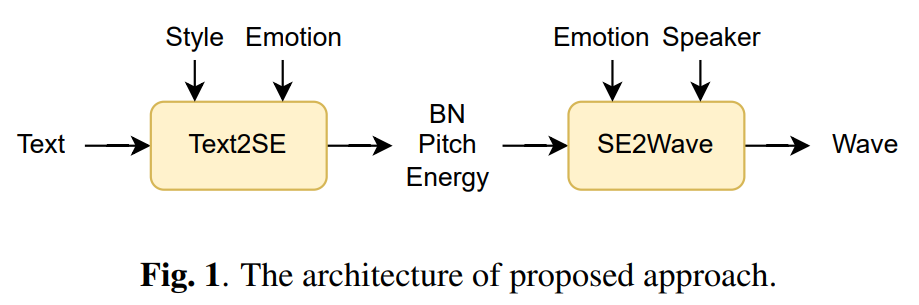 Style Emotion
Emotion Speaker
Text
Text2SE
BN
Pitch
Energy
SE2Wave
Wave
Fig. 1. The architecture of proposed approach.